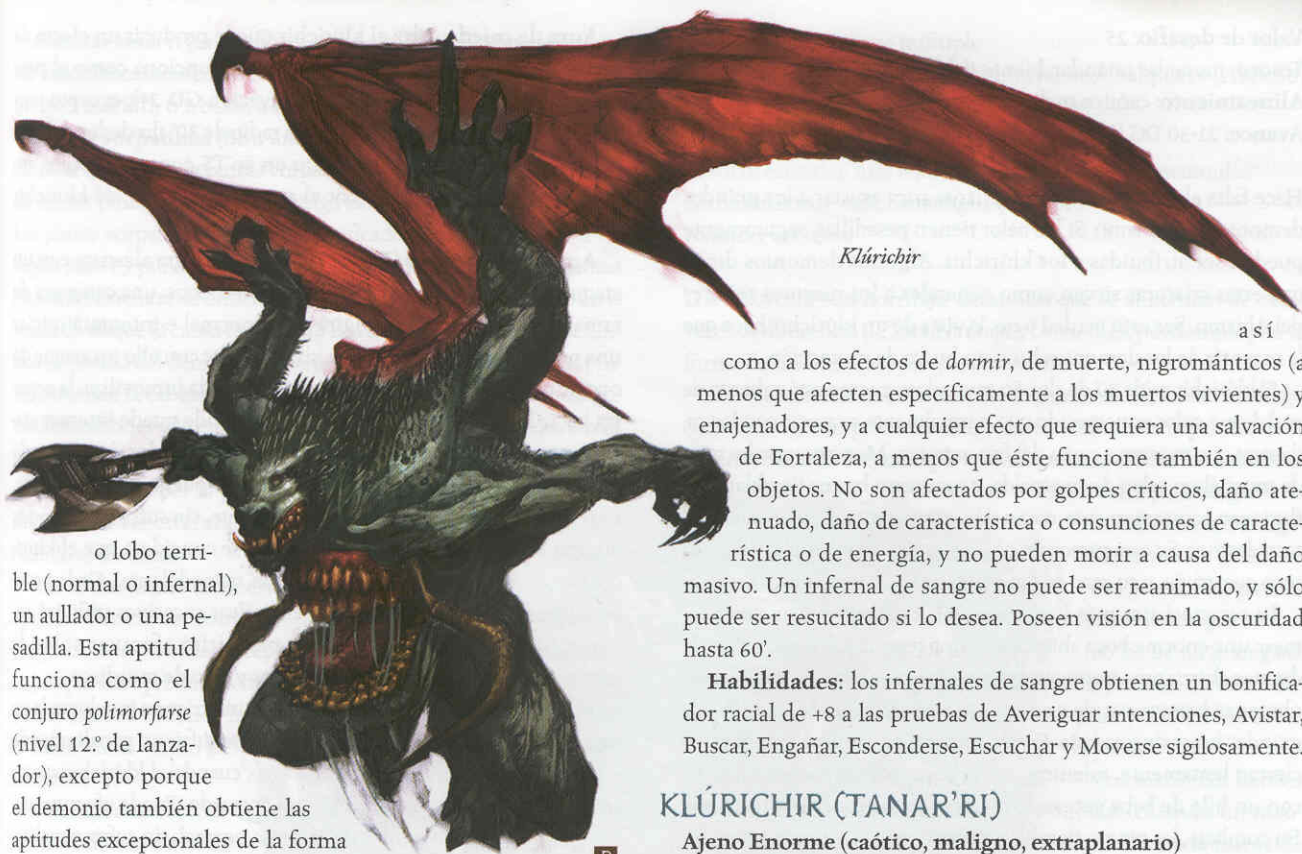 Klúrichir
o lobo terri-
ble (normal o infernal),
un aullador o una pe-
sadilla. Esta aptitud
funciona como el
conjuro polimorfarse
(nivel 12.º de lanza-
dor), excepto porque
el demonio también obtiene las
aptitudes excepcionales de la forma
así
como a los efectos de dormir, de muerte, nigrománticos (a
menos que afecten específicamente a los muertos vivientes) y
enajenadores, y a cualquier efecto que requiera una salvación
de Fortaleza, a menos que éste funcione también en los
objetos. No son afectados por golpes críticos, daño ate-
nuado, daño de característica o consunciones de caracte-
rística o de energía, y no pueden morir a causa del daño
masivo. Un infernal de sangre no puede ser reanimado, y sólo
puede ser resucitado si lo desea. Poseen visión en la oscuridad
hasta 60'.
Habilidades: los infernales de sangre obtienen un bonifica-
dor racial de +8 a las pruebas de Averiguar intenciones, Avistar,
Buscar, Engañar, Esconderse, Escuchar y Moverse sigilosamente.
KLÚRICHIR (TANAR'RI)
Ajeno Enorme (caótico, maligno, extraplanario)